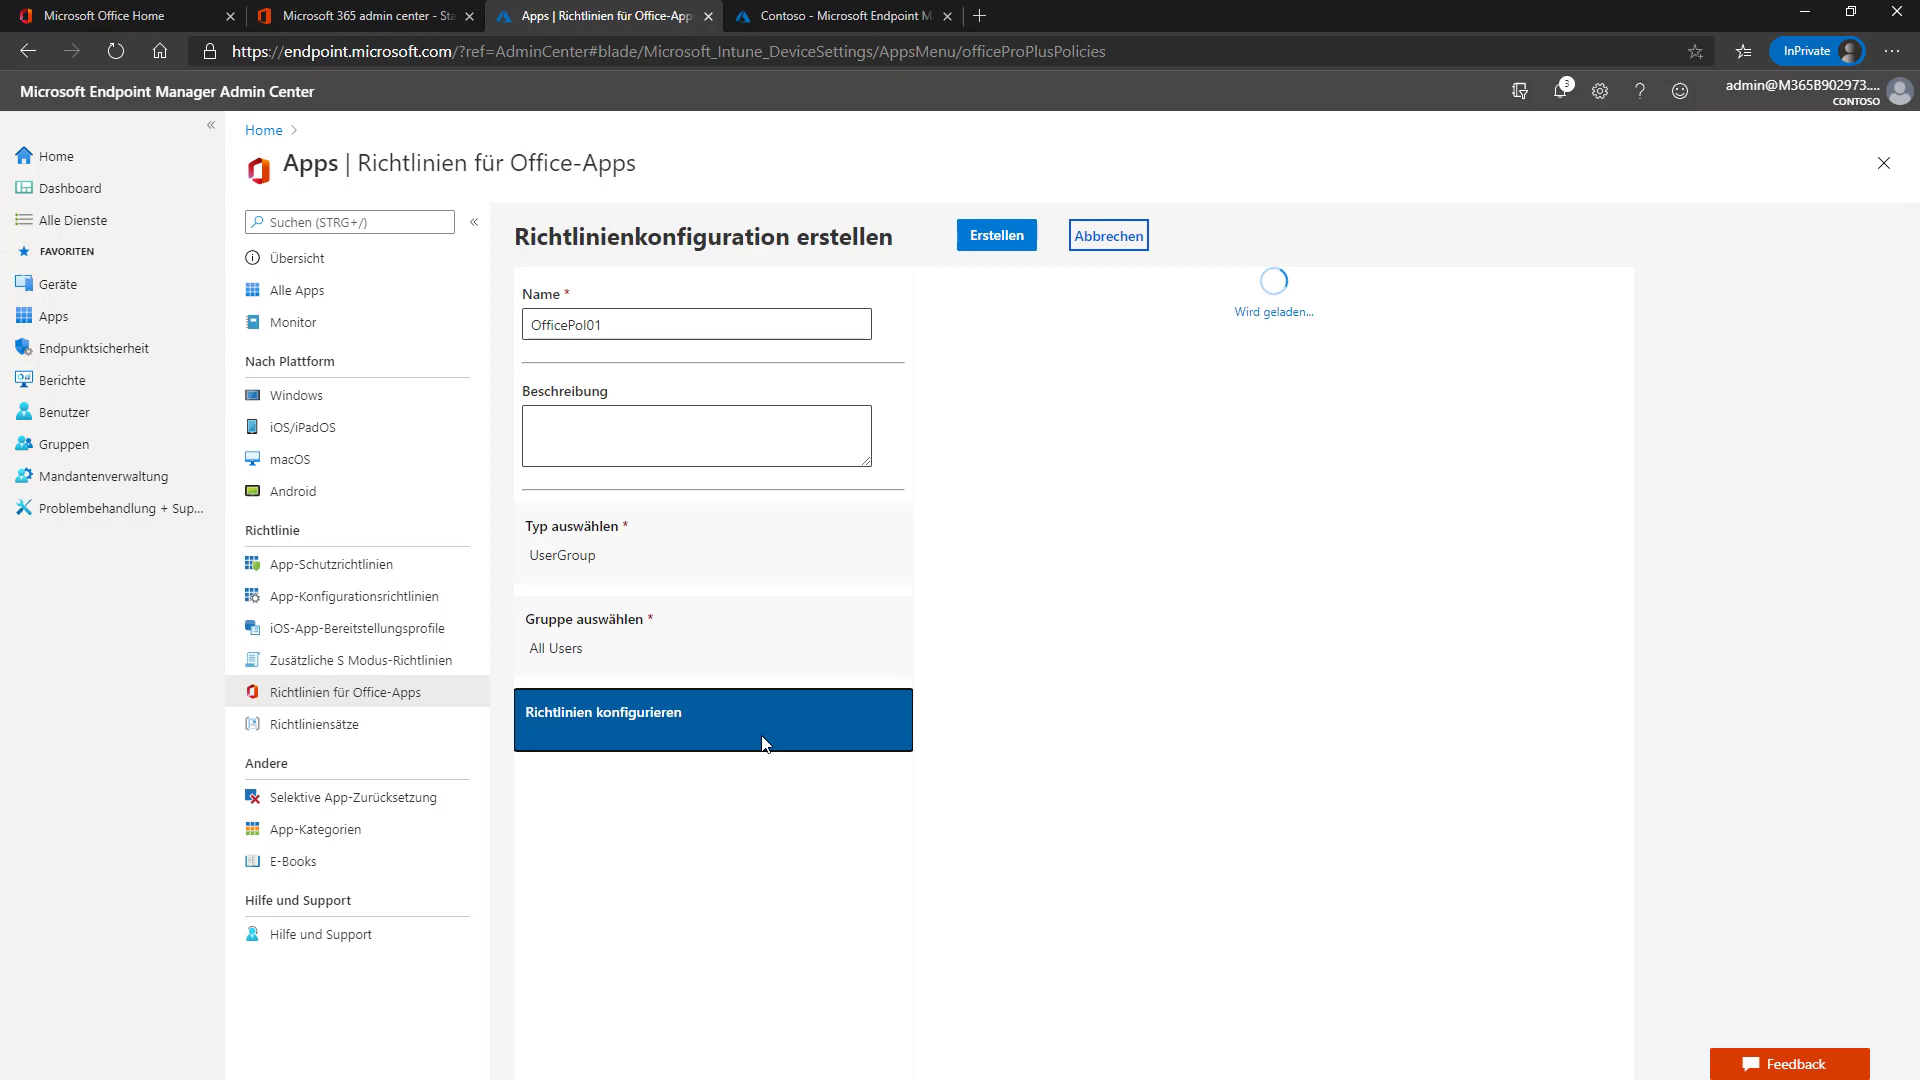 Microsoft Office Home
Microsoft 365 admin center - Sta
Apps | Richtlinien für Office-App
Contoso - Microsoft Endpoint M
https://endpoint.microsoft.com/?ref=AdminCenter#blade/Microsoft_Intune_DeviceSettings/AppsMenu/officeProPlusPolicies
InPrivate
Microsoft Endpoint Manager Admin Center
3
admin@M365B902973....
CONTOSO
Home
Dashboard
Alle Dienste
FAVORITEN
Geräte
Apps
Endpunktsicherheit
Berichte
Benutzer
Gruppen
Mandantenverwaltung
Problembehandlung + Sup...
Home
Apps | Richtlinien für Office-Apps
Suchen (STRG+/)
Übersicht
Alle Apps
Monitor
Nach Plattform
Windows
iOS/iPadOS
macOS
Android
Richtlinie
App-Schutzrichtlinien
App-Konfigurationsrichtlinien
iOS-App-Bereitstellungsprofile
Zusätzliche S Modus-Richtlinien
Richtlinien für Office-Apps
Richtliniensätze
Andere
Selektive App-Zurücksetzung
App-Kategorien
E-Books
Hilfe und Support
Hilfe und Support
Richtlinienkonfiguration erstellen
Erstellen
Abbrechen
Name *
OfficePol01
Beschreibung
Typ auswählen *
UserGroup
Gruppe auswählen *
All Users
Richtlinien konfigurieren
Wird geladen...
Feedback